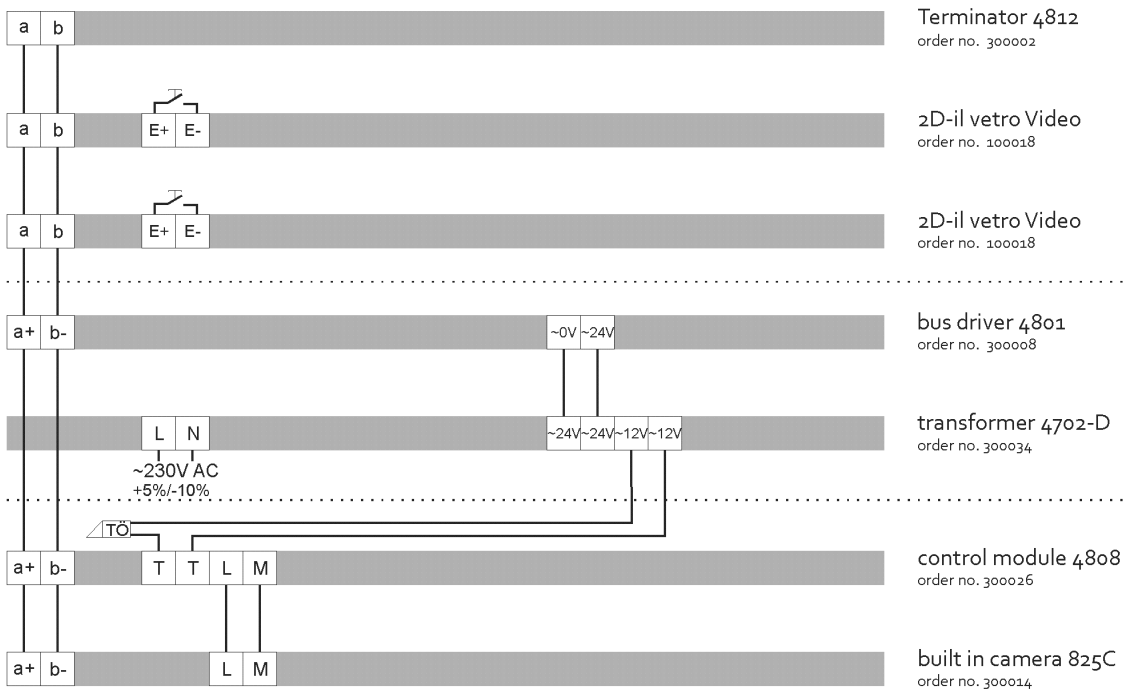 a b Terminator 4812
order no. 300002
a b E+ E- 2D-il vetro Video
order no. 100018
a b E+ E- 2D-il vetro Video
order no. 100018
a+ b- ~0V ~24V bus driver 4801
order no. 300008
L N ~24V ~24V ~12V ~12V transformer 4702-D
order no. 300034
~230V AC
+5%/-10%
TÖ
a+ b- T T L M control module 4808
order no. 300026
a+ b- L M built in camera 825C
order no. 300014